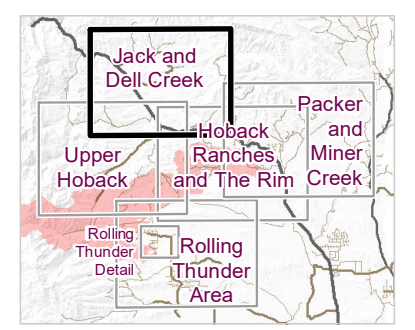 Jack and
Dell Creek
Packer
and
Miner
Creek
Hoback
Ranches
and The Rim
Upper
Hoback
Rolling
Thunder
Detail
Rolling
Thunder
Area